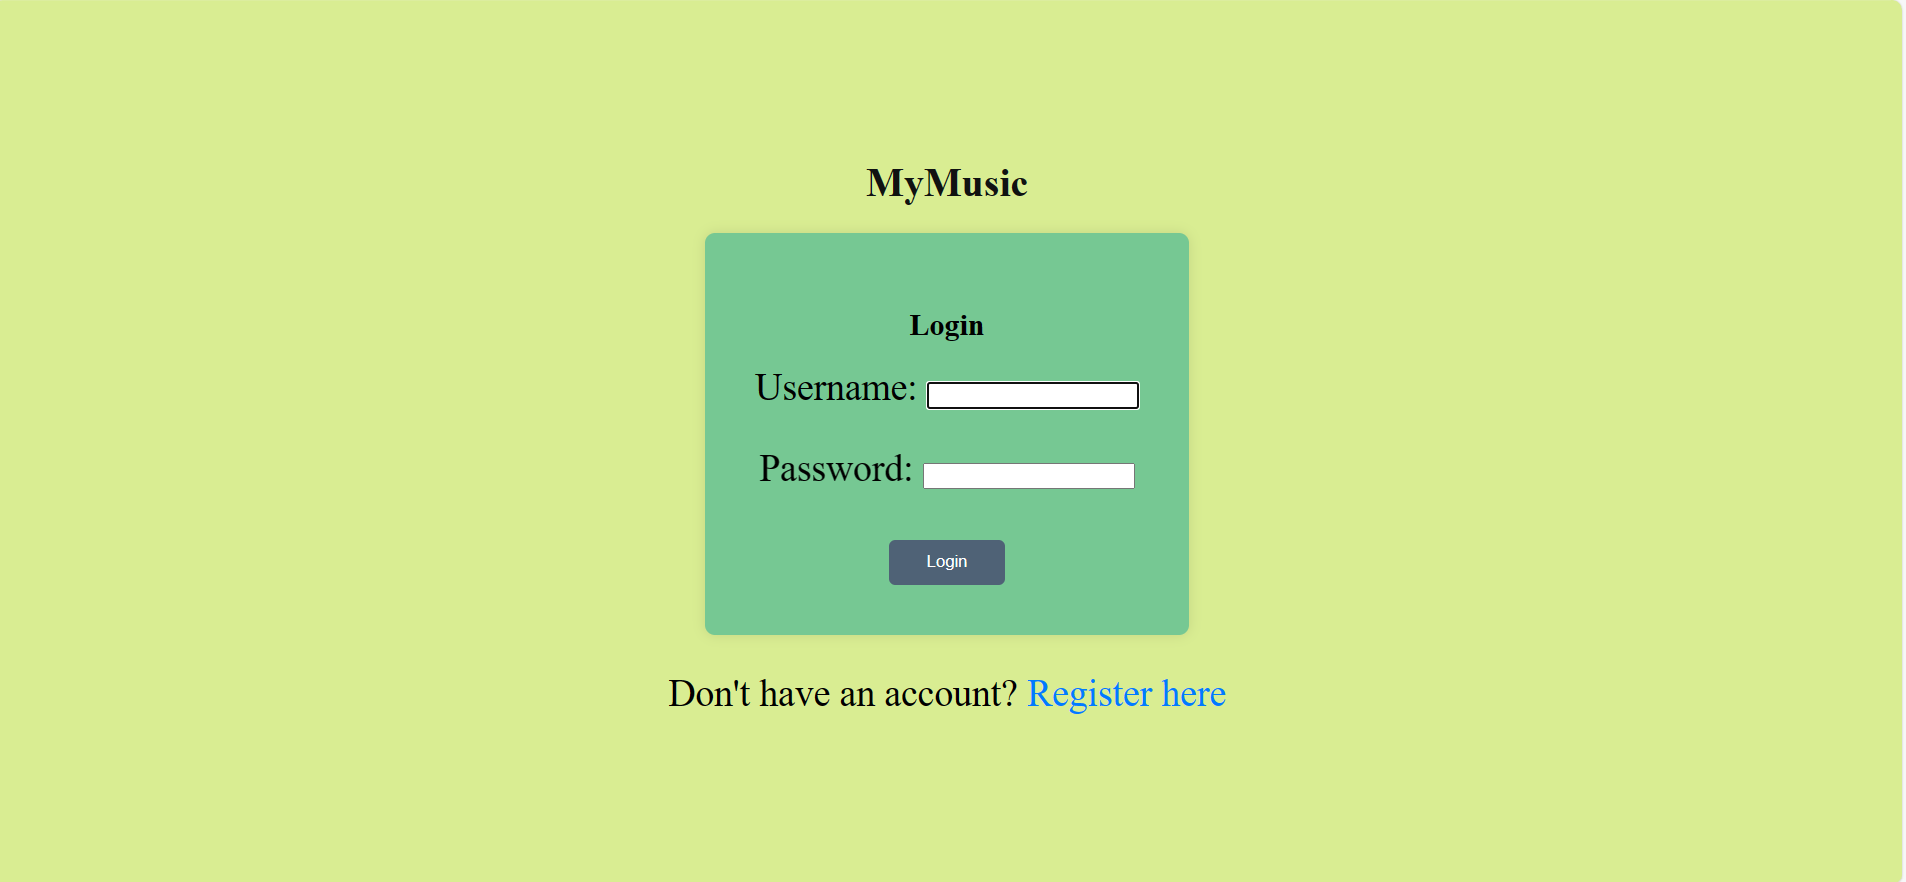 MyMusic
Login
Username:
Password:
Login
Don't have an account? Register here